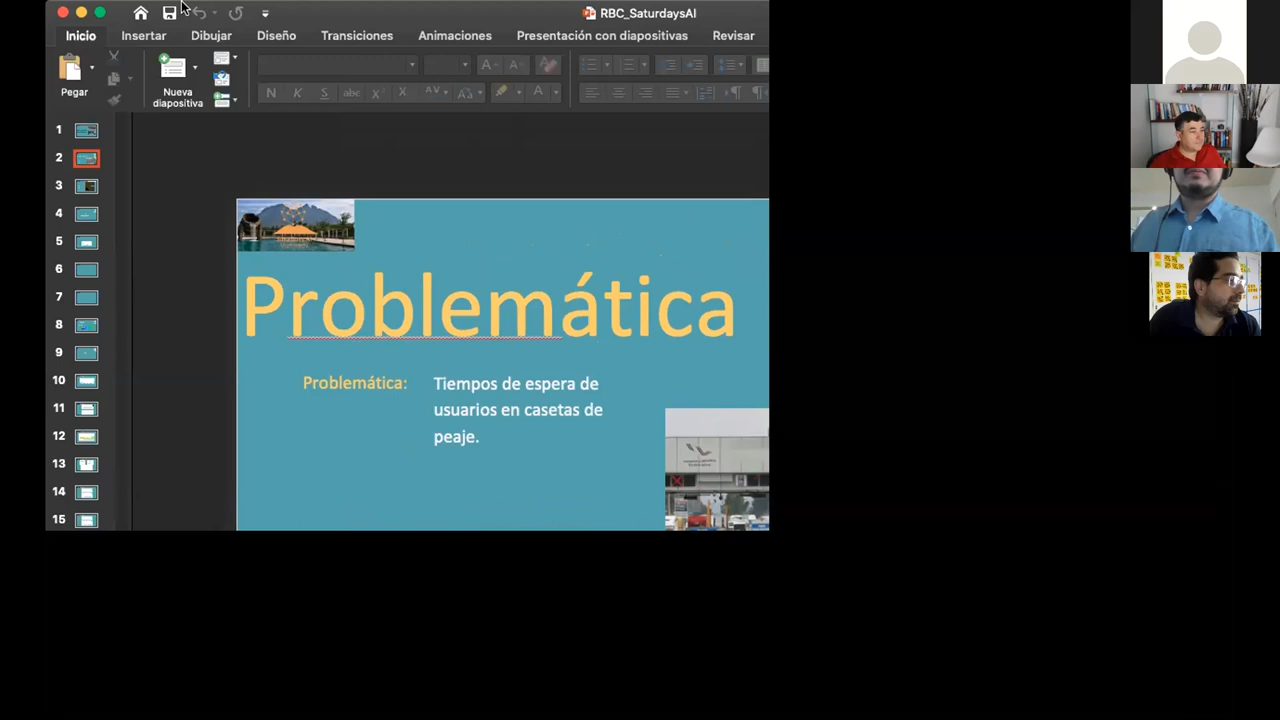 RBC_SaturdaysAI
Inicio Insertar Dibujar Diseño Transiciones Animaciones Presentación con diapositivas Revisar
Pegar
Nueva
diapositiva
N K S abc X X AV A
1
2
3
4
5
6
7
8
9
10
11
12
13
14
15
Problemática
Problemática: Tiempos de espera de
usuarios en casetas de
peaje.